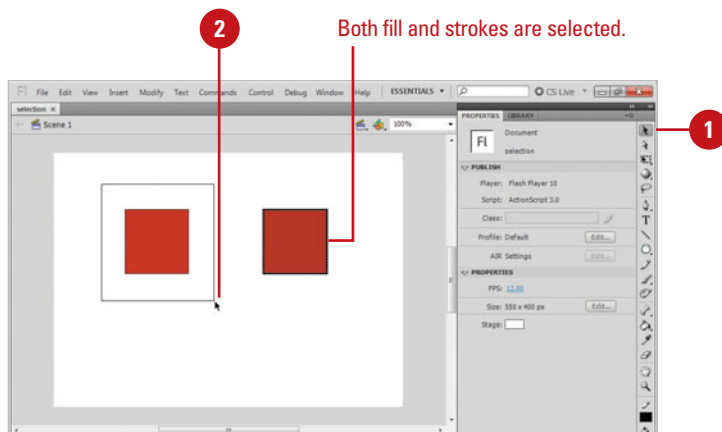 2
Both fill and strokes are selected.
Fl File Edit View Insert Modify Text Commands Control Debug Window Help ESSENTIALS CS Live
selection
Scene 1
100%
PROPERTIES LIBRARY
1
Fl
Document
selection
PUBLISH
Player: Flash Player 10
Script: ActionScript 3.0
Class:
Profile: Default Edit...
AIR Settings Edit...
PROPERTIES
FPS: 12.00
Size: 550 x 400 px Edit...
Stage:
T